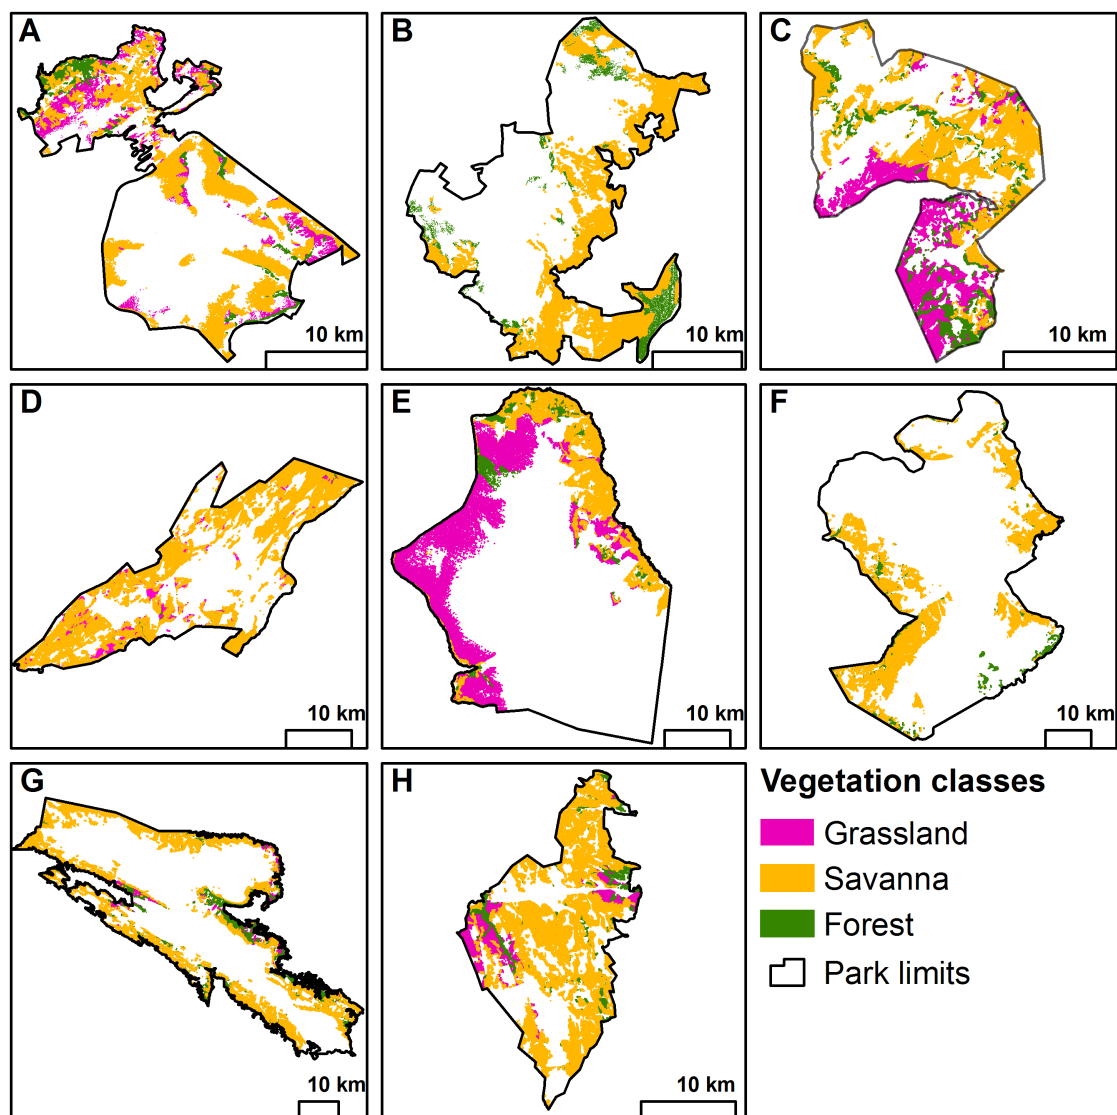 A
10 km
B
10 km
C
10 km
D
10 km
E
10 km
F
10 km
G
10 km
H
10 km
Vegetation classes
Grassland
Savanna
Forest
Park limits